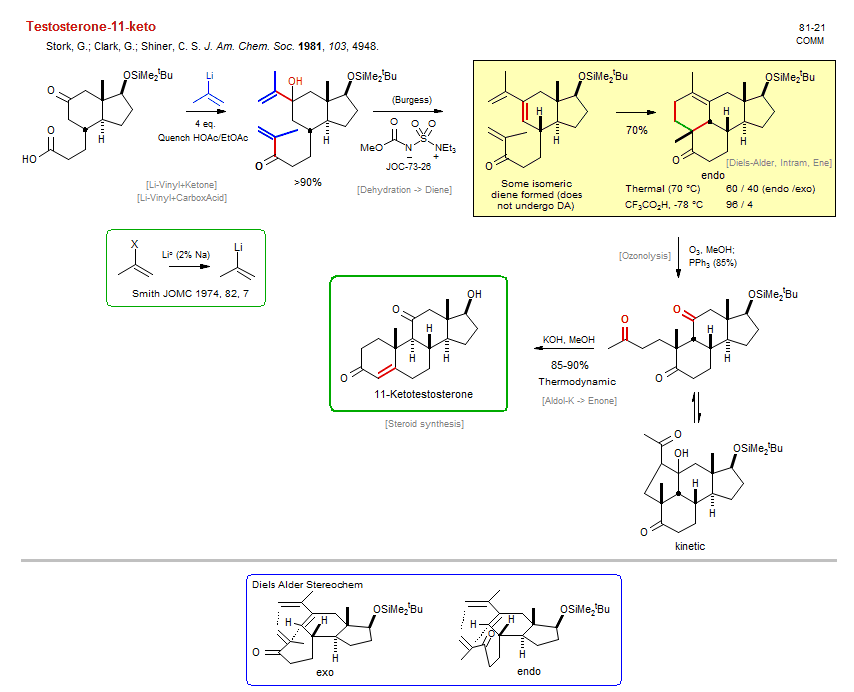 Testosterone-11-keto
81-21
COMM
Stork, G.; Clark, G.; Shiner, C. S. J. Am. Chem. Soc. 1981, 103, 4948.
OSiMe2tBu
O
H
O
HO
Li
4 eq.
Quench HOAc/EtOAc
[Li-Vinyl+Ketone]
[Li-Vinyl+CarboxAcid]
OH
OSiMe2tBu
H
O
>90%
(Burgess)
O
O O
S
MeO
N
NEt3
− +
JOC-73-26
[Dehydration -> Diene]
OSiMe2tBu
H
H
O
Some isomeric
diene formed (does
not undergo DA)
70%
OSiMe2tBu
H
H
O
[Diels-Alder, Intram, Ene]
endo
Thermal (70 °C) 60 / 40 (endo /exo)
CF3CO2H, -78 °C 96 / 4
X
Liº (2% Na)
Li
Smith JOMC 1974, 82, 7
[Ozonolysis]
O3, MeOH;
PPh3 (85%)
OH
O
H
H
H
O
11-Ketotestosterone
[Steroid synthesis]
KOH, MeOH
85-90%
Thermodynamic
[Aldol-K -> Enone]
OSiMe2tBu
O
O
H
H
O
O
OH
OSiMe2tBu
H
H
O
kinetic
Diels Alder Stereochem
OSiMe2tBu
H
H
O
H
exo
OSiMe2tBu
H
H
O
H
endo